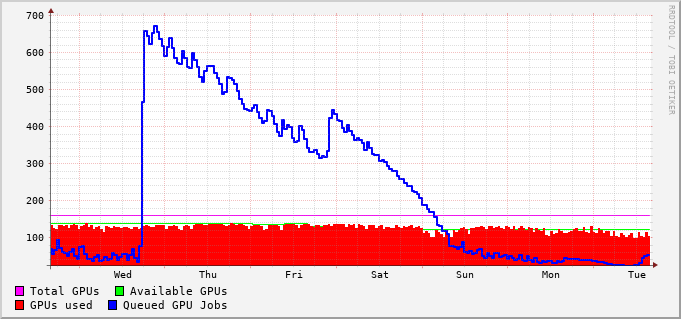 700
600
500
400
300
200
100
Wed Thu Fri Sat Sun Mon Tue
Total GPUs Available GPUs
GPUs used Queued GPU Jobs
RRDTOOL / TOBI OETIKER